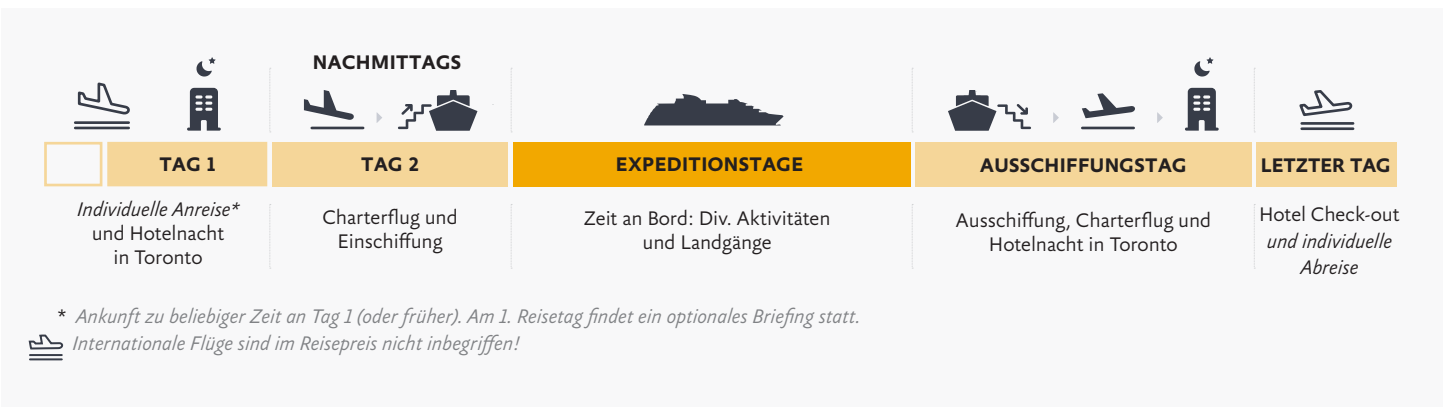 NACHMITTAGS
TAG 1
TAG 2
EXPEDITIONSTAGE
AUSSCHIFFUNGSTAG
LETZTER TAG
Individuelle Anreise*
und Hotelnacht
in Toronto
Charterflug und
Einschiffung
Zeit an Bord: Div. Aktivitäten
und Landgänge
Ausschiffung, Charterflug und
Hotelnacht in Toronto
Hotel Check-out
und individuelle
Abreise
* Ankunft zu beliebiger Zeit an Tag 1 (oder früher). Am 1. Reisetag findet ein optionales Briefing statt.
Internationale Flüge sind im Reisepreis nicht inbegriffen!